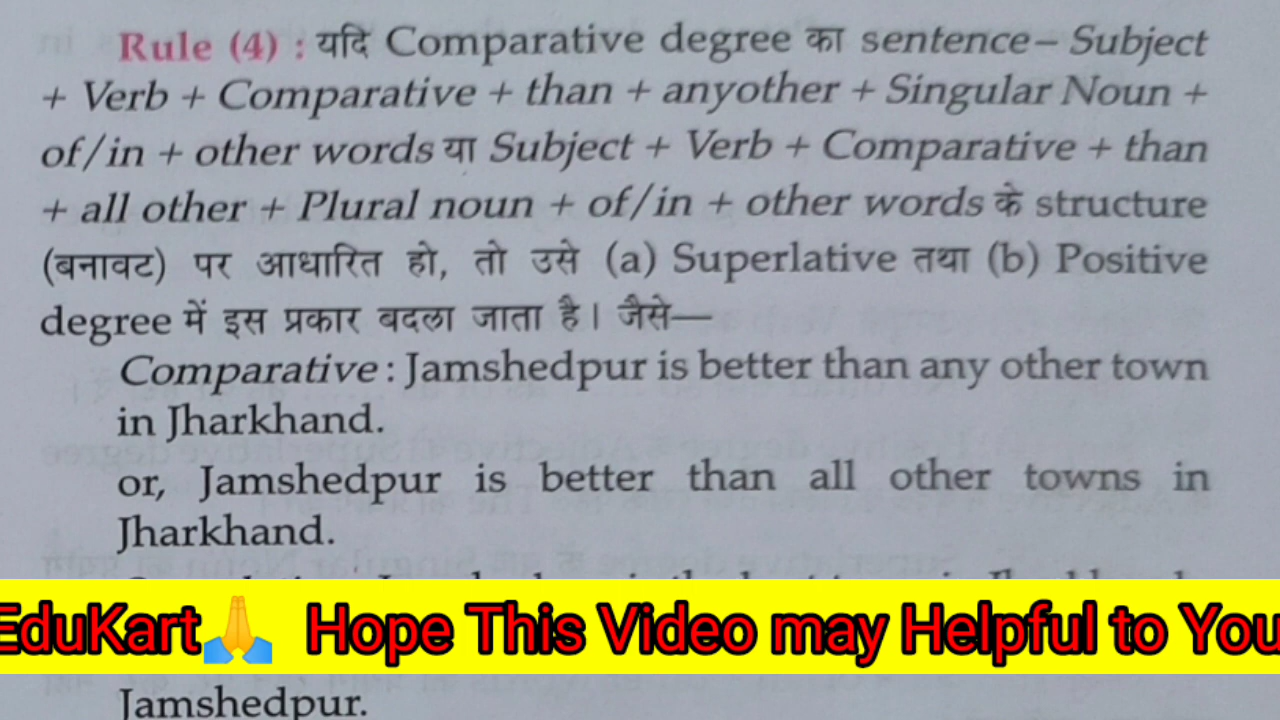 Rule (4) : यदि Comparative degree का sentence– Subject
+ Verb + Comparative + than + anyother + Singular Noun +
of/in + other words या Subject + Verb + Comparative + than
+ all other + Plural noun + of/in + other words के structure
(बनावट) पर आधारित हो, तो उसे (a) Superlative तथा (b) Positive
degree में इस प्रकार बदला जाता है। जैसे—
Comparative : Jamshedpur is better than any other town
in Jharkhand.
or, Jamshedpur is better than all other towns in
Jharkhand.
EduKart🙏 Hope This Video may Helpful to You
Jamshedpur.